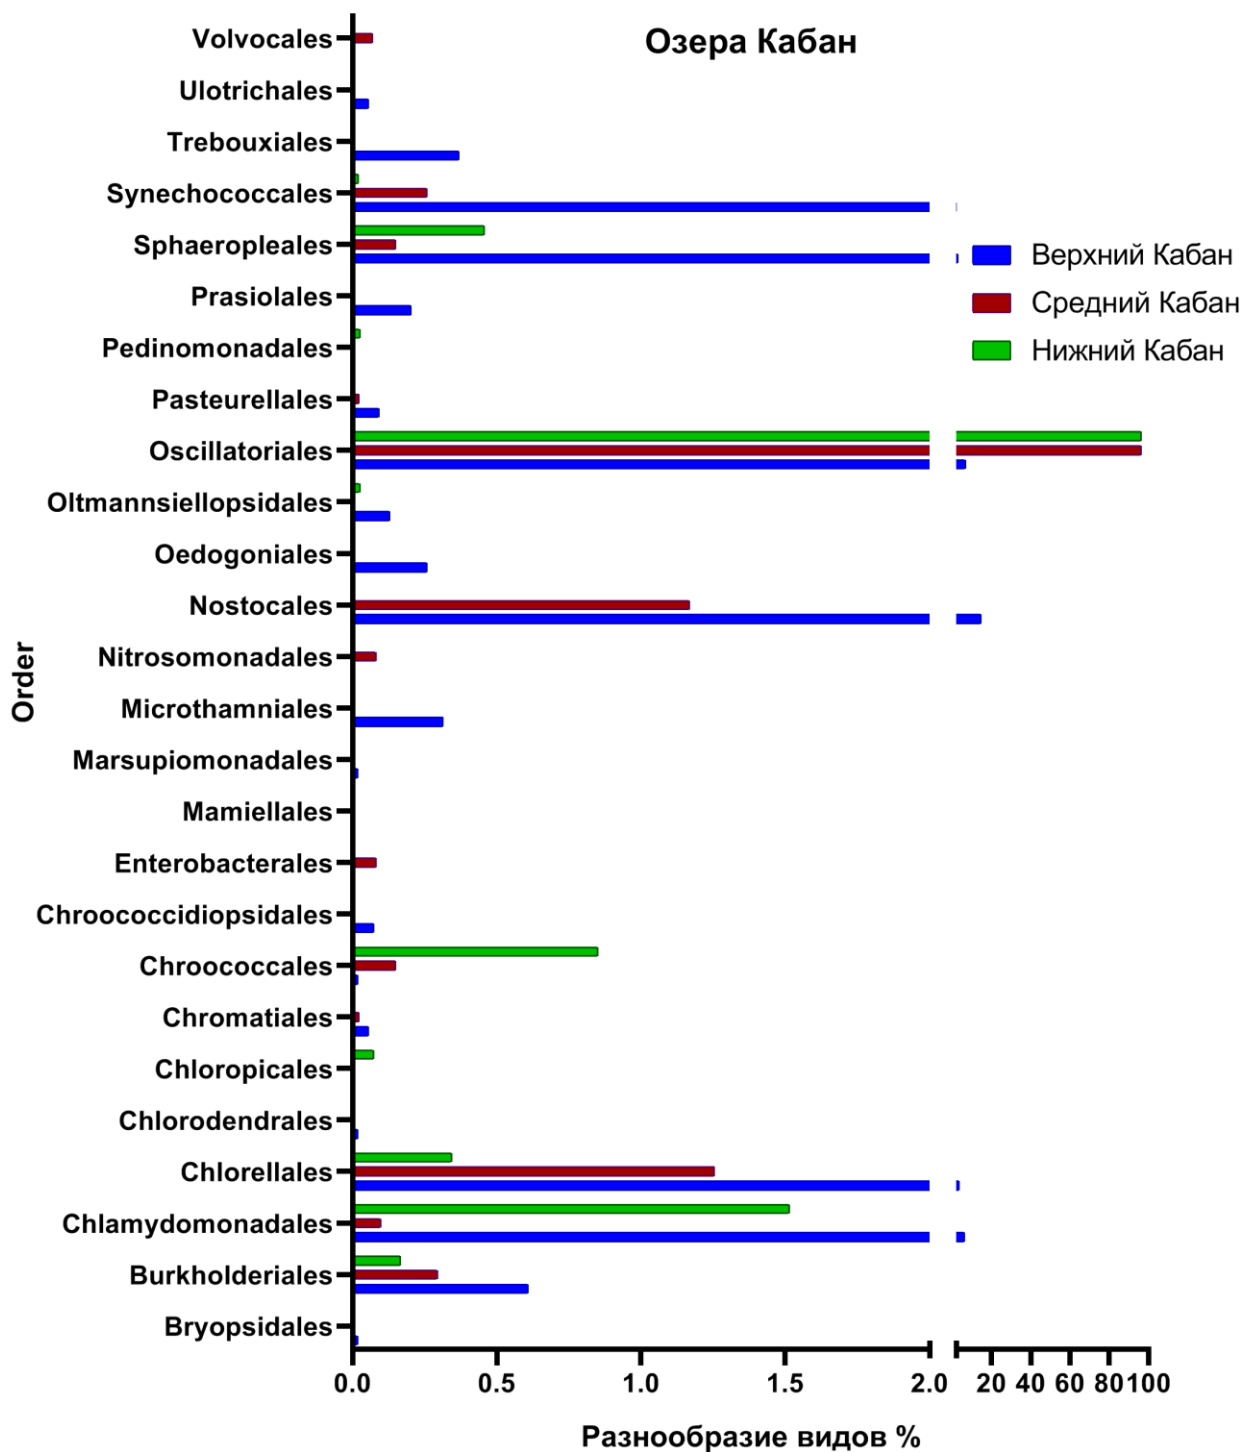 Озера Кабан
Volvocales
Ulotrichales
Trebouxiales
Synechococcales
Sphaeropleales
Prasiolales
Pedinomonadales
Pasteurellales
Oscillatoriales
Oltmannsiellopsidales
Oedogoniales
Nostocales
Nitrosomonadales
Microthamniales
Marsupiomonadales
Mamiellales
Enterobacterales
Chroococcidiopsidales
Chroococcales
Chromatiales
Chloropicales
Chlorodendrales
Chlorellales
Chlamydomonadales
Burkholderiales
Bryopsidales
Order
Верхний Кабан
Средний Кабан
Нижний Кабан
0.0 0.5 1.0 1.5 2.0 20 40 60 80 100
Разнообразие видов %